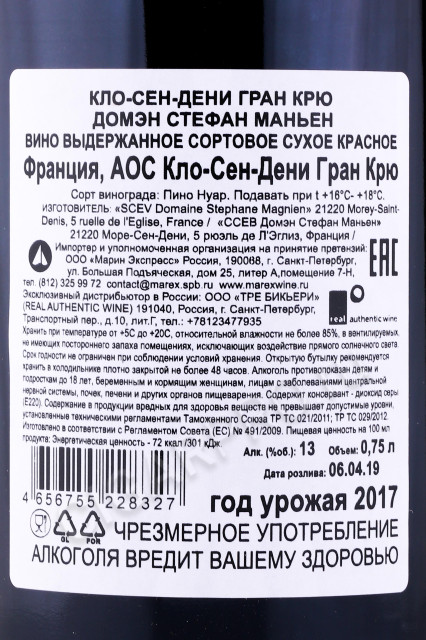 КЛО-СЕН-ДЕНИ ГРАН КРЮ
ДОМЭН СТЕФАН МАНЬЕН
ВИНО ВЫДЕРЖАННОЕ СОРТОВОЕ СУХОЕ КРАСНОЕ
Франция, АОС Кло-Сен-Дени Гран Крю
Сорт винограда: Пино Нуар. Подавать при t +16°С- +18°С.
ИЗГОТОВИТЕЛЬ: «SCEV Domaine Stephane Magnien» 21220 Morey-Saint-
Denis, 5 ruelle de l'Eglise, France / «ССЕВ Домэн Стефан Маньен»
21220 Море-Сен-Дени, 5 рюэль де Л'Эглиз, Франция /
Импортер и уполномоченная организация на принятие претензий:
ООО «Марин Экспресс» Россия, 190068, г. Санкт-Петербург,
ул. Большая Подъяческая, дом 25, литер А,помещение 7-Н,
тел. (812) 325 99 72 e-mail: info@marex.spb.ru www.marexwine.ru
Эксклюзивный дистрибьютор в России: ООО «ТРЕ БИКЬЕРИ»
(REAL AUTHENTIC WINE) 191040, Россия, г. Санкт-Петербург,
Транспортный пер., д.10, лит.Г, тел.: +78123477935
real authentic wine
Хранить при температуре от +5С до +20С, относительной влажности не более 85%, в вентилируемых,
не имеющих постороннего запаха помещениях, исключающих воздействие прямого солнечного света.
Срок годности не ограничен при соблюдении условий хранения. Открытую бутылку рекомендуется
хранить в холодильнике плотно закрытой не более 48 часов. Алкоголь противопоказан детям и
подросткам до 18 лет, беременным и кормящим женщинам, лицам с заболеваниями центральной
нервной системы, почек, печени и других органов пищеварения. Содержит консервант - диоксид серы
(Е220). Содержание в продукции вредных для здоровья веществ не превышает допустимые уровни,
установленные техническими регламентами Таможенного Союза ТР ТС 021/2011; ТР ТС 022/2011.
Изготовлено в соответствии с Регламентом Совета (ЕС) № 491/2009. Пищевая ценность на 100 мл
продукта: Энергетическая ценность - 72 ккал /301 кДж.
Алк. (%об.): 13 Объем: 0,75 л
Дата розлива: 06.04.19
4 656755 228327
год урожая 2017
GL FOR
ЧРЕЗМЕРНОЕ УПОТРЕБЛЕНИЕ
АЛКОГОЛЯ ВРЕДИТ ВАШЕМУ ЗДОРОВЬЮ